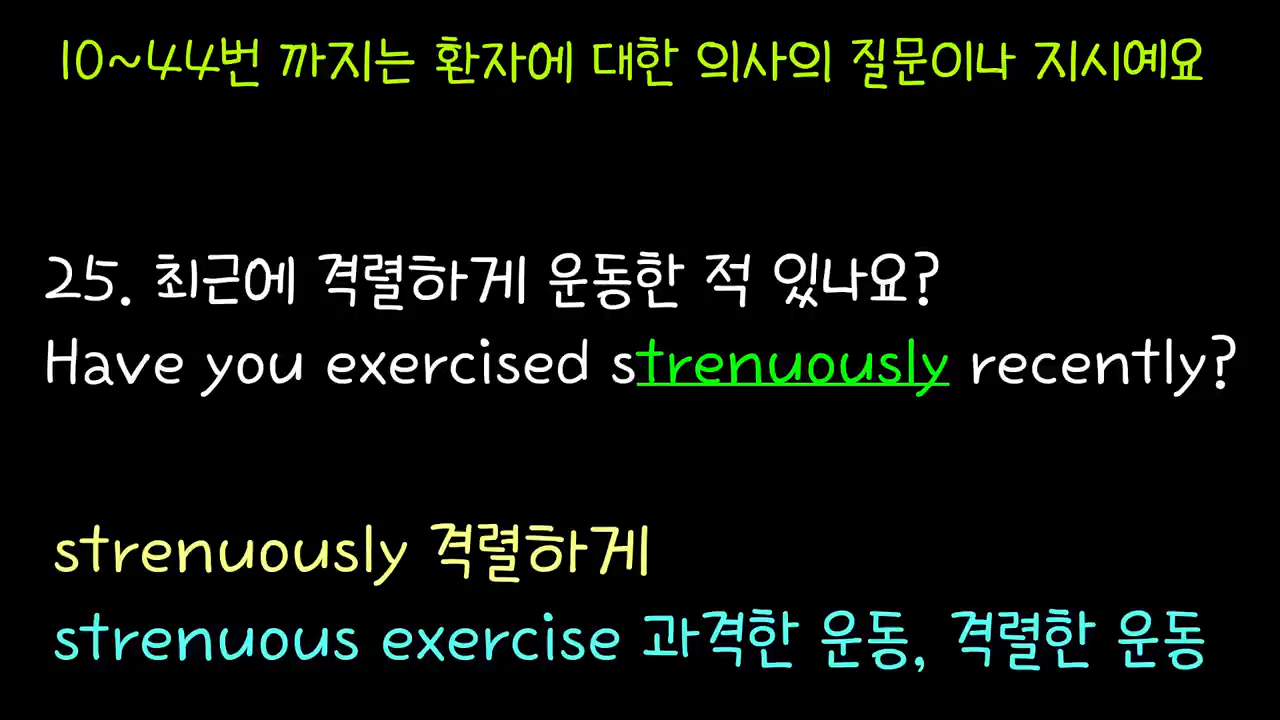 10~44번 까지는 환자에 대한 의사의 질문이나 지시예요
25. 최근에 격렬하게 운동한 적 있나요?
Have you exercised strenuously recently?
strenuously 격렬하게
strenuous exercise 과격한 운동, 격렬한 운동